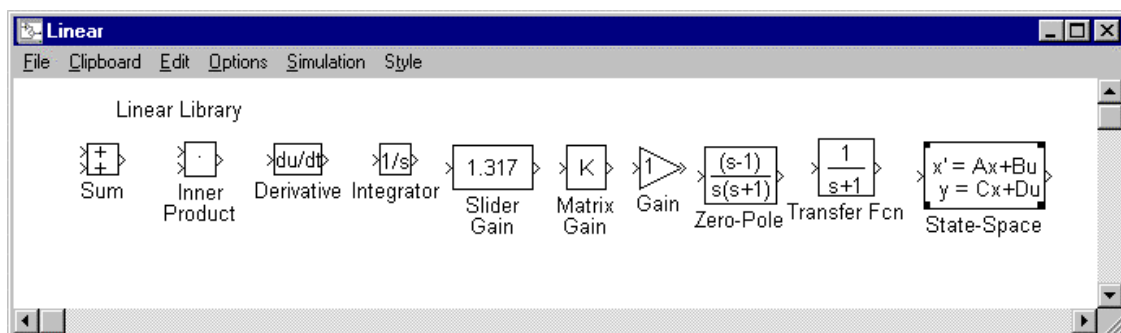 Linear
File Clipboard Edit Options Simulation Style
Linear Library
+
+
Sum
·
Inner
Product
du/dt
Derivative
1/s
Integrator
1.317
Slider
Gain
K
Matrix
Gain
1
Gain
(s-1)
s(s+1)
Zero-Pole
1
s+1
Transfer Fcn
x' = Ax+Bu
y = Cx+Du
State-Space